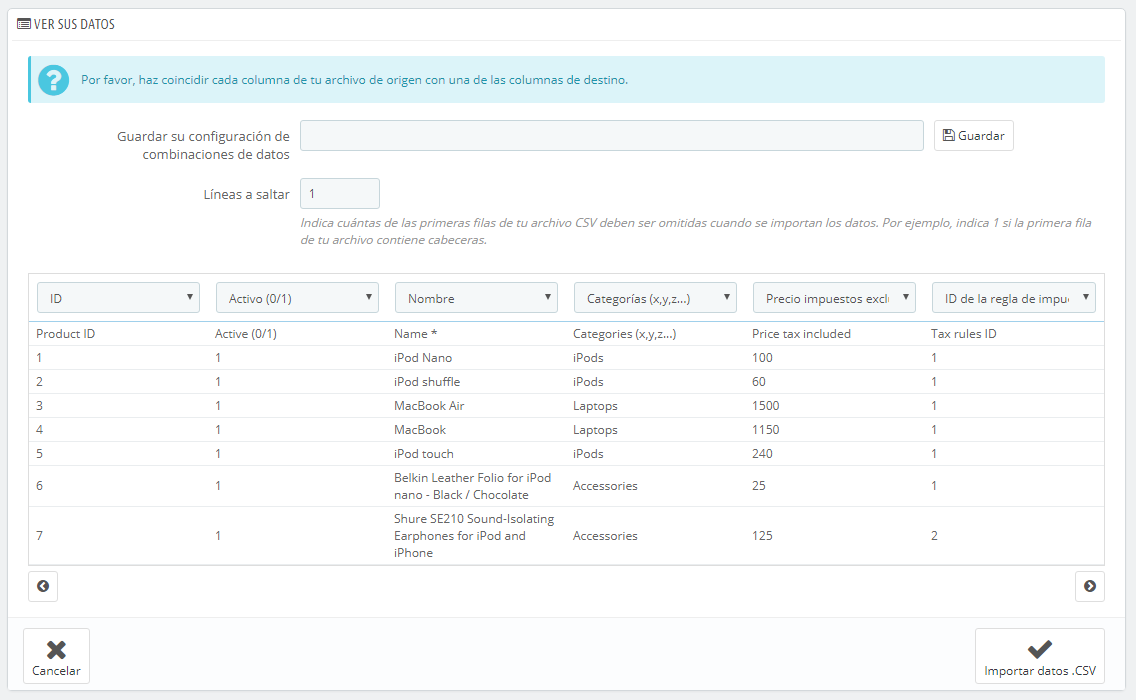 VER SUS DATOS
Por favor, haz coincidir cada columna de tu archivo de origen con una de las columnas de destino.
Guardar su configuración de
combinaciones de datos
Guardar
Líneas a saltar
1
Indica cuántas de las primeras filas de tu archivo CSV deben ser omitidas cuando se importan los datos. Por ejemplo, indica 1 si la primera fila
de tu archivo contiene cabeceras.
ID Activo (0/1) Nombre Categorías (x,y,z...) Precio impuestos exclu ID de la regla de impu
Product ID Active (0/1) Name * Categories (x,y,z...) Price tax included Tax rules ID
1 1 iPod Nano iPods 100 1
2 1 iPod shuffle iPods 60 1
3 1 MacBook Air Laptops 1500 1
4 1 MacBook Laptops 1150 1
5 1 iPod touch iPods 240 1
6 1 Belkin Leather Folio for iPod
nano - Black / Chocolate Accessories 25 1
7 1 Shure SE210 Sound-Isolating
Earphones for iPod and
iPhone Accessories 125 2
Cancelar
Importar datos .CSV